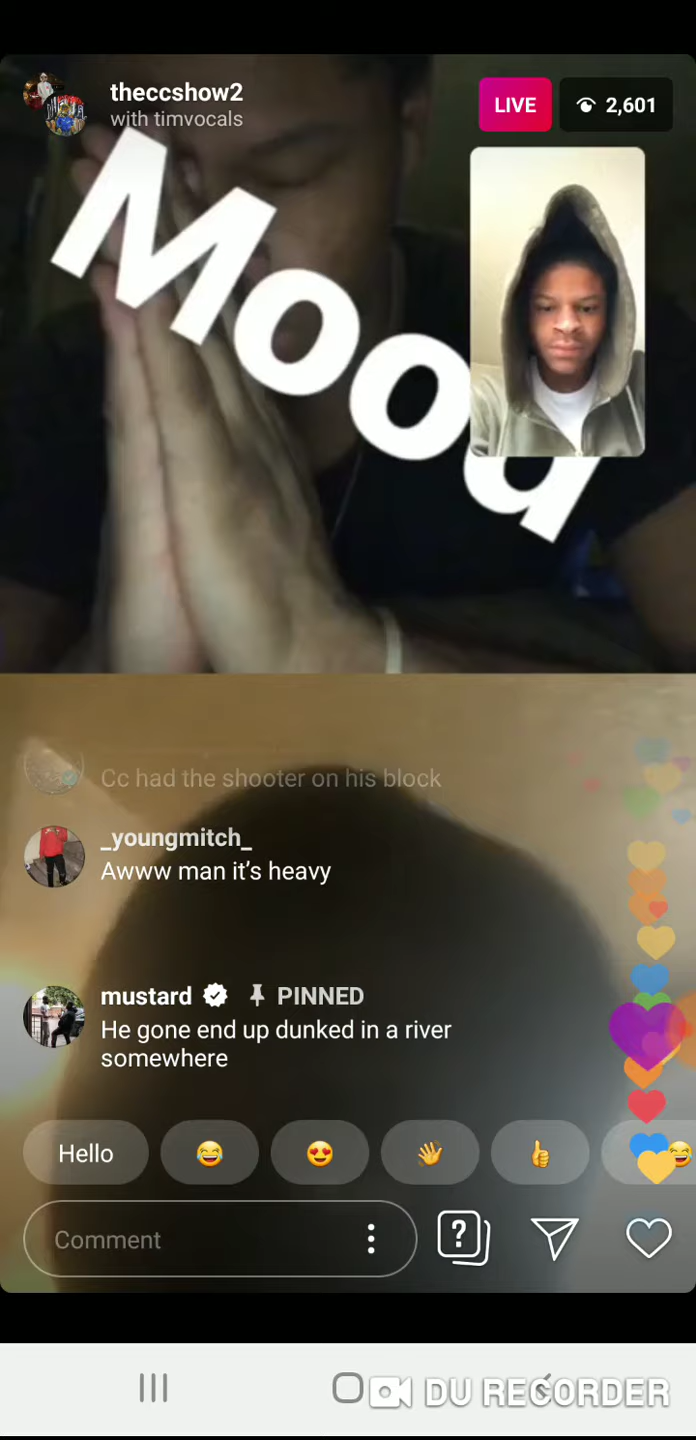 theccshow2
with timvocals
LIVE
2,601
Mood
Cc had the shooter on his block
_youngmitch_
Awww man it’s heavy
mustard
PINNED
He gone end up dunked in a river
somewhere
Hello
Comment
DU RECORDER